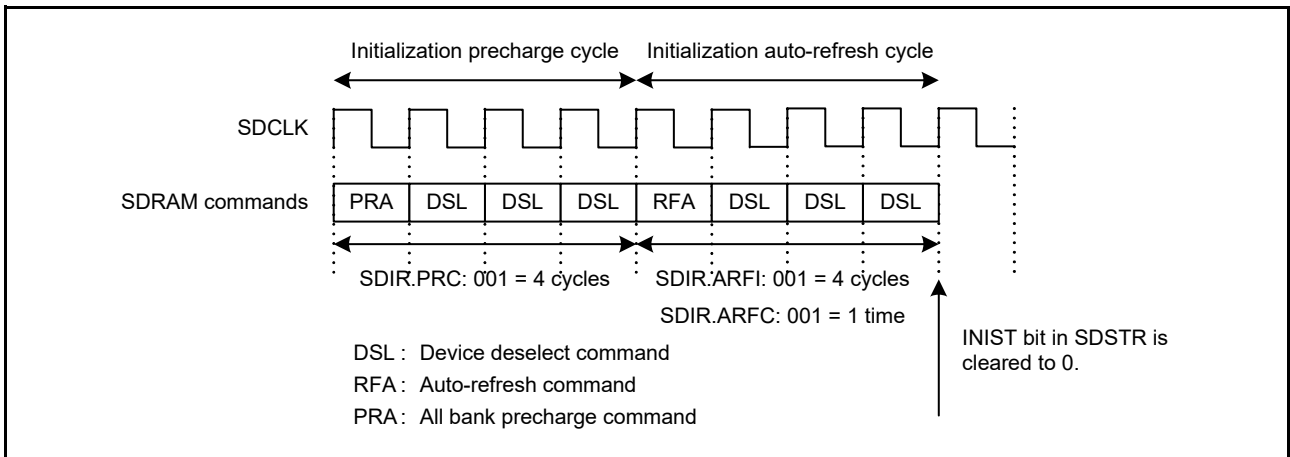 Initialization precharge cycle Initialization auto-refresh cycle
SDCLK
SDRAM commands PRA DSL DSL DSL RFA DSL DSL DSL
SDIR.PRC: 001 = 4 cycles SDIR.ARFI: 001 = 4 cycles
SDIR.ARFC: 001 = 1 time
INIST bit in SDSTR is
cleared to 0.
DSL : Device deselect command
RFA : Auto-refresh command
PRA : All bank precharge command